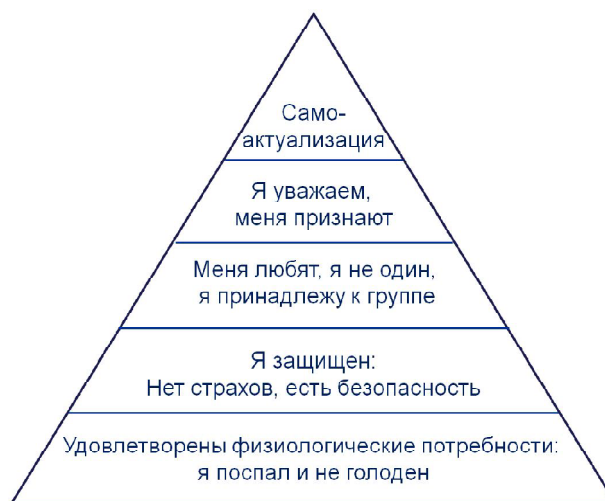 Само-
актуализация
Я уважаем,
меня признают
Меня любят, я не один,
я принадлежу к группе
Я защищен:
Нет страхов, есть безопасность
Удовлетворены физиологические потребности:
я поспал и не голоден